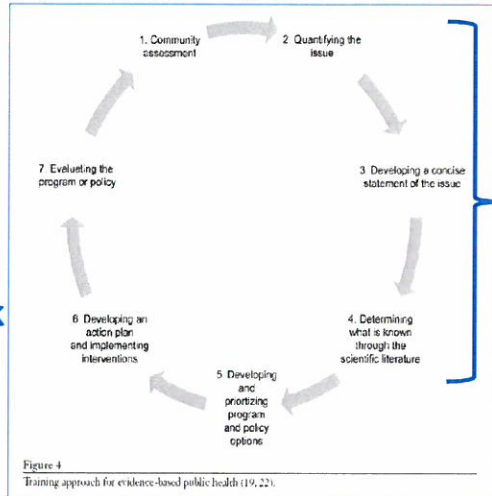 1. Community
assessment
2. Quantifying the
issue
3. Developing a concise
statement of the issue
4. Determining
what is known
through the
scientific literature
5. Developing
and
prioritizing
program
and policy
options
6. Developing an
action plan
and implementing
interventions
7. Evaluating the
program or policy
Figure 4
Training approach for evidence-based public health (19, 22).